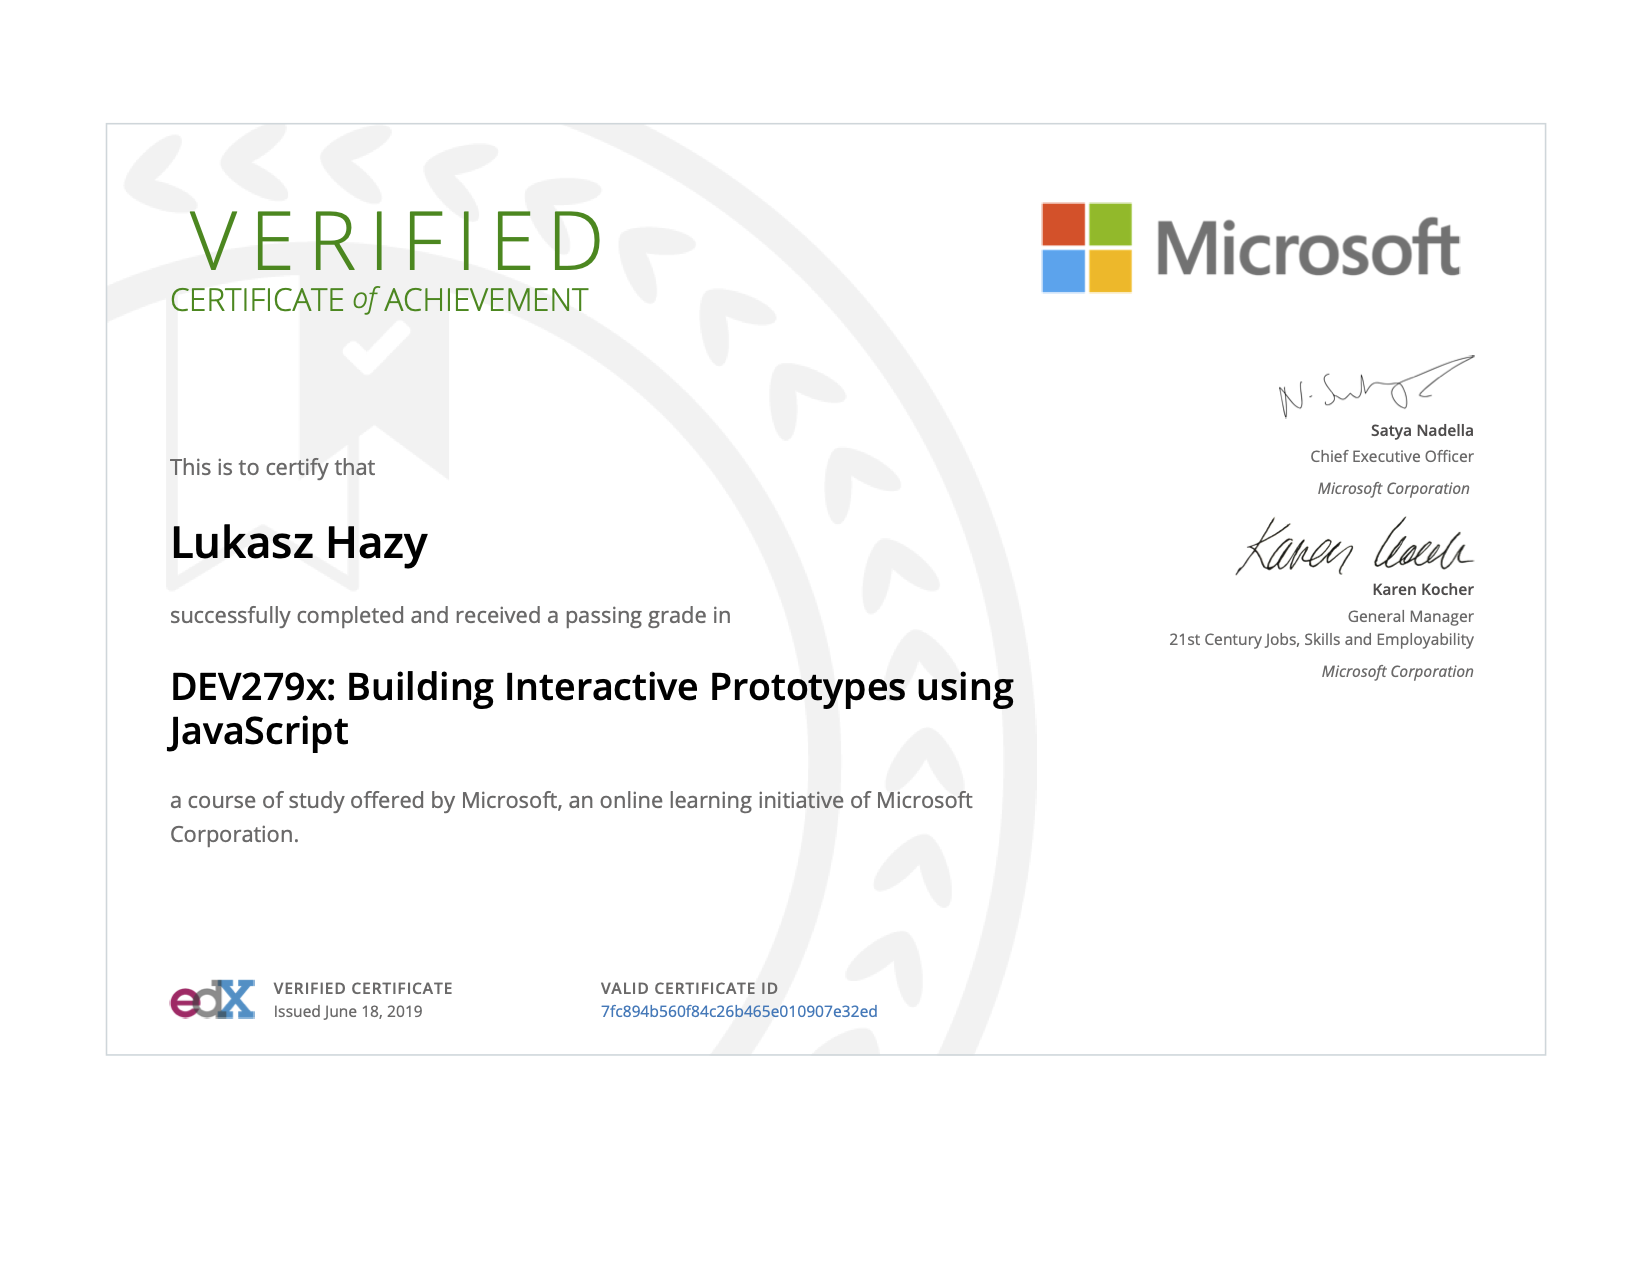 VERIFIED
CERTIFICATE of ACHIEVEMENT
Microsoft
This is to certify that
Lukasz Hazy
successfully completed and received a passing grade in
DEV279x: Building Interactive Prototypes using
JavaScript
a course of study offered by Microsoft, an online learning initiative of Microsoft
Corporation.
Satya Nadella
Chief Executive Officer
Microsoft Corporation
Karen Kocher
Karen Kocher
General Manager
21st Century Jobs, Skills and Employability
Microsoft Corporation
edX
VERIFIED CERTIFICATE
Issued June 18, 2019
VALID CERTIFICATE ID
7fc894b560f84c26b465e010907e32ed